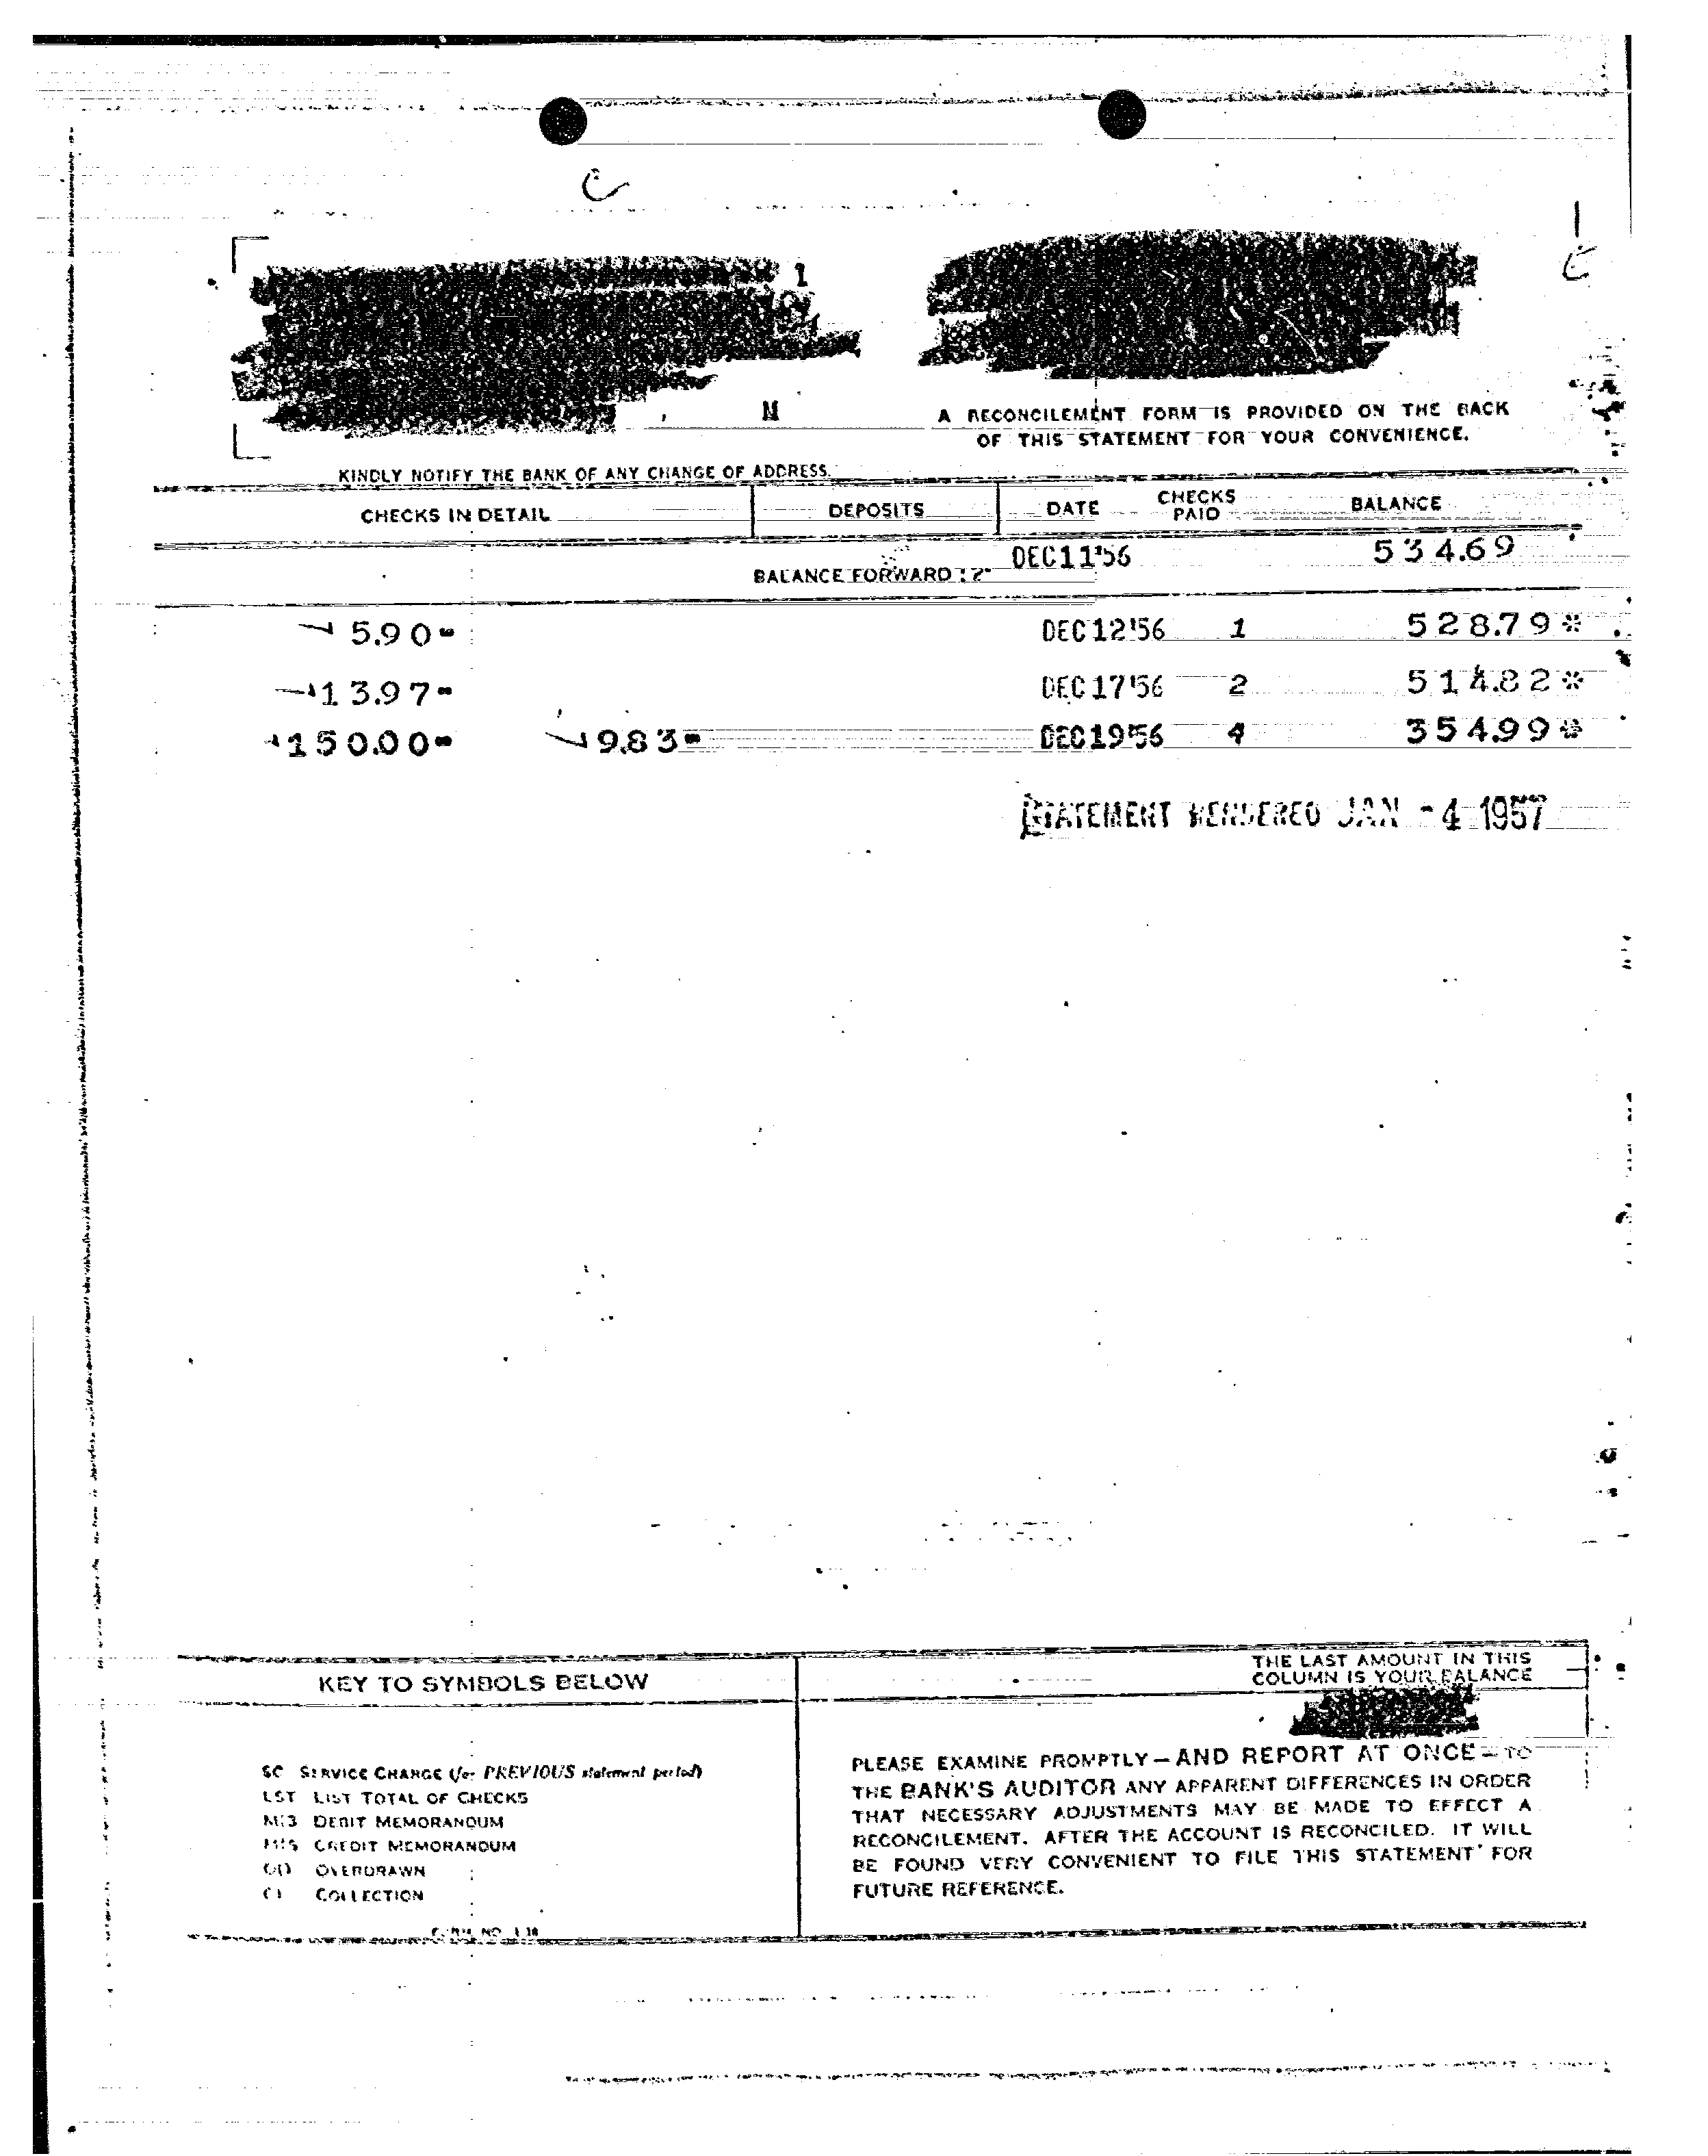 C
1
M
A RECONCILEMENT FORM IS PROVIDED ON THE BACK
OF THIS STATEMENT FOR YOUR CONVENIENCE.
KINDLY NOTIFY THE BANK OF ANY CHANGE OF ADDRESS.
CHECKS IN DETAIL DEPOSITS DATE CHECKS PAID BALANCE
BALANCE FORWARD DEC 11 '56 534.69
5.90 DEC 12 '56 1 528.79 *
13.97 DEC 17 '56 2 514.82 *
150.00 9.83 DEC 19 '56 4 354.99 *
STATEMENT RENDERED JAN -4 1957
KEY TO SYMBOLS BELOW
SC SERVICE CHARGE (for PREVIOUS statement period)
LST LIST TOTAL OF CHECKS
DEBIT MEMORANDUM
CREDIT MEMORANDUM
OD OVERDRAWN
CL COLLECTION
FORM NO.
THE LAST AMOUNT IN THIS
COLUMN IS YOUR BALANCE
PLEASE EXAMINE PROMPTLY — AND REPORT AT ONCE — TO
THE BANK'S AUDITOR ANY APPARENT DIFFERENCES IN ORDER
THAT NECESSARY ADJUSTMENTS MAY BE MADE TO EFFECT A
RECONCILEMENT. AFTER THE ACCOUNT IS RECONCILED. IT WILL
BE FOUND VERY CONVENIENT TO FILE THIS STATEMENT FOR
FUTURE REFERENCE.